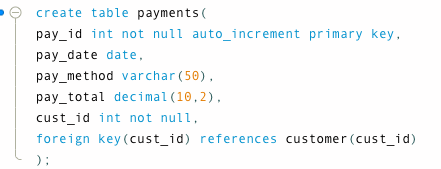 create table payments(
pay_id int not null auto_increment primary key,
pay_date date,
pay_method varchar(50),
pay_total decimal(10,2),
cust_id int not null,
foreign key(cust_id) references customer(cust_id)
);